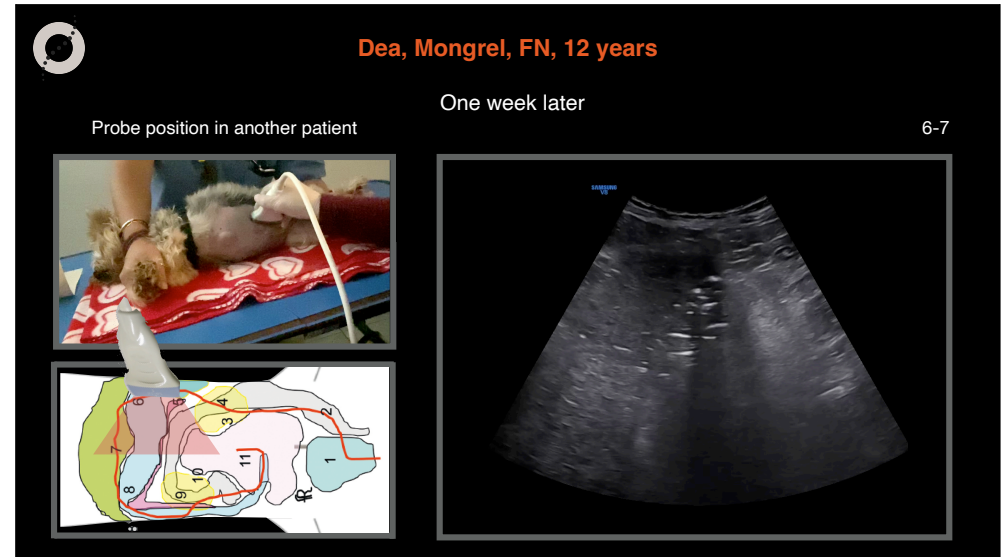 Dea, Mongrel, FN, 12 years
One week later
Probe position in another patient
6-7
SAMSUNG
V8
6
5
4
3
2
7
1
11
10
9
8